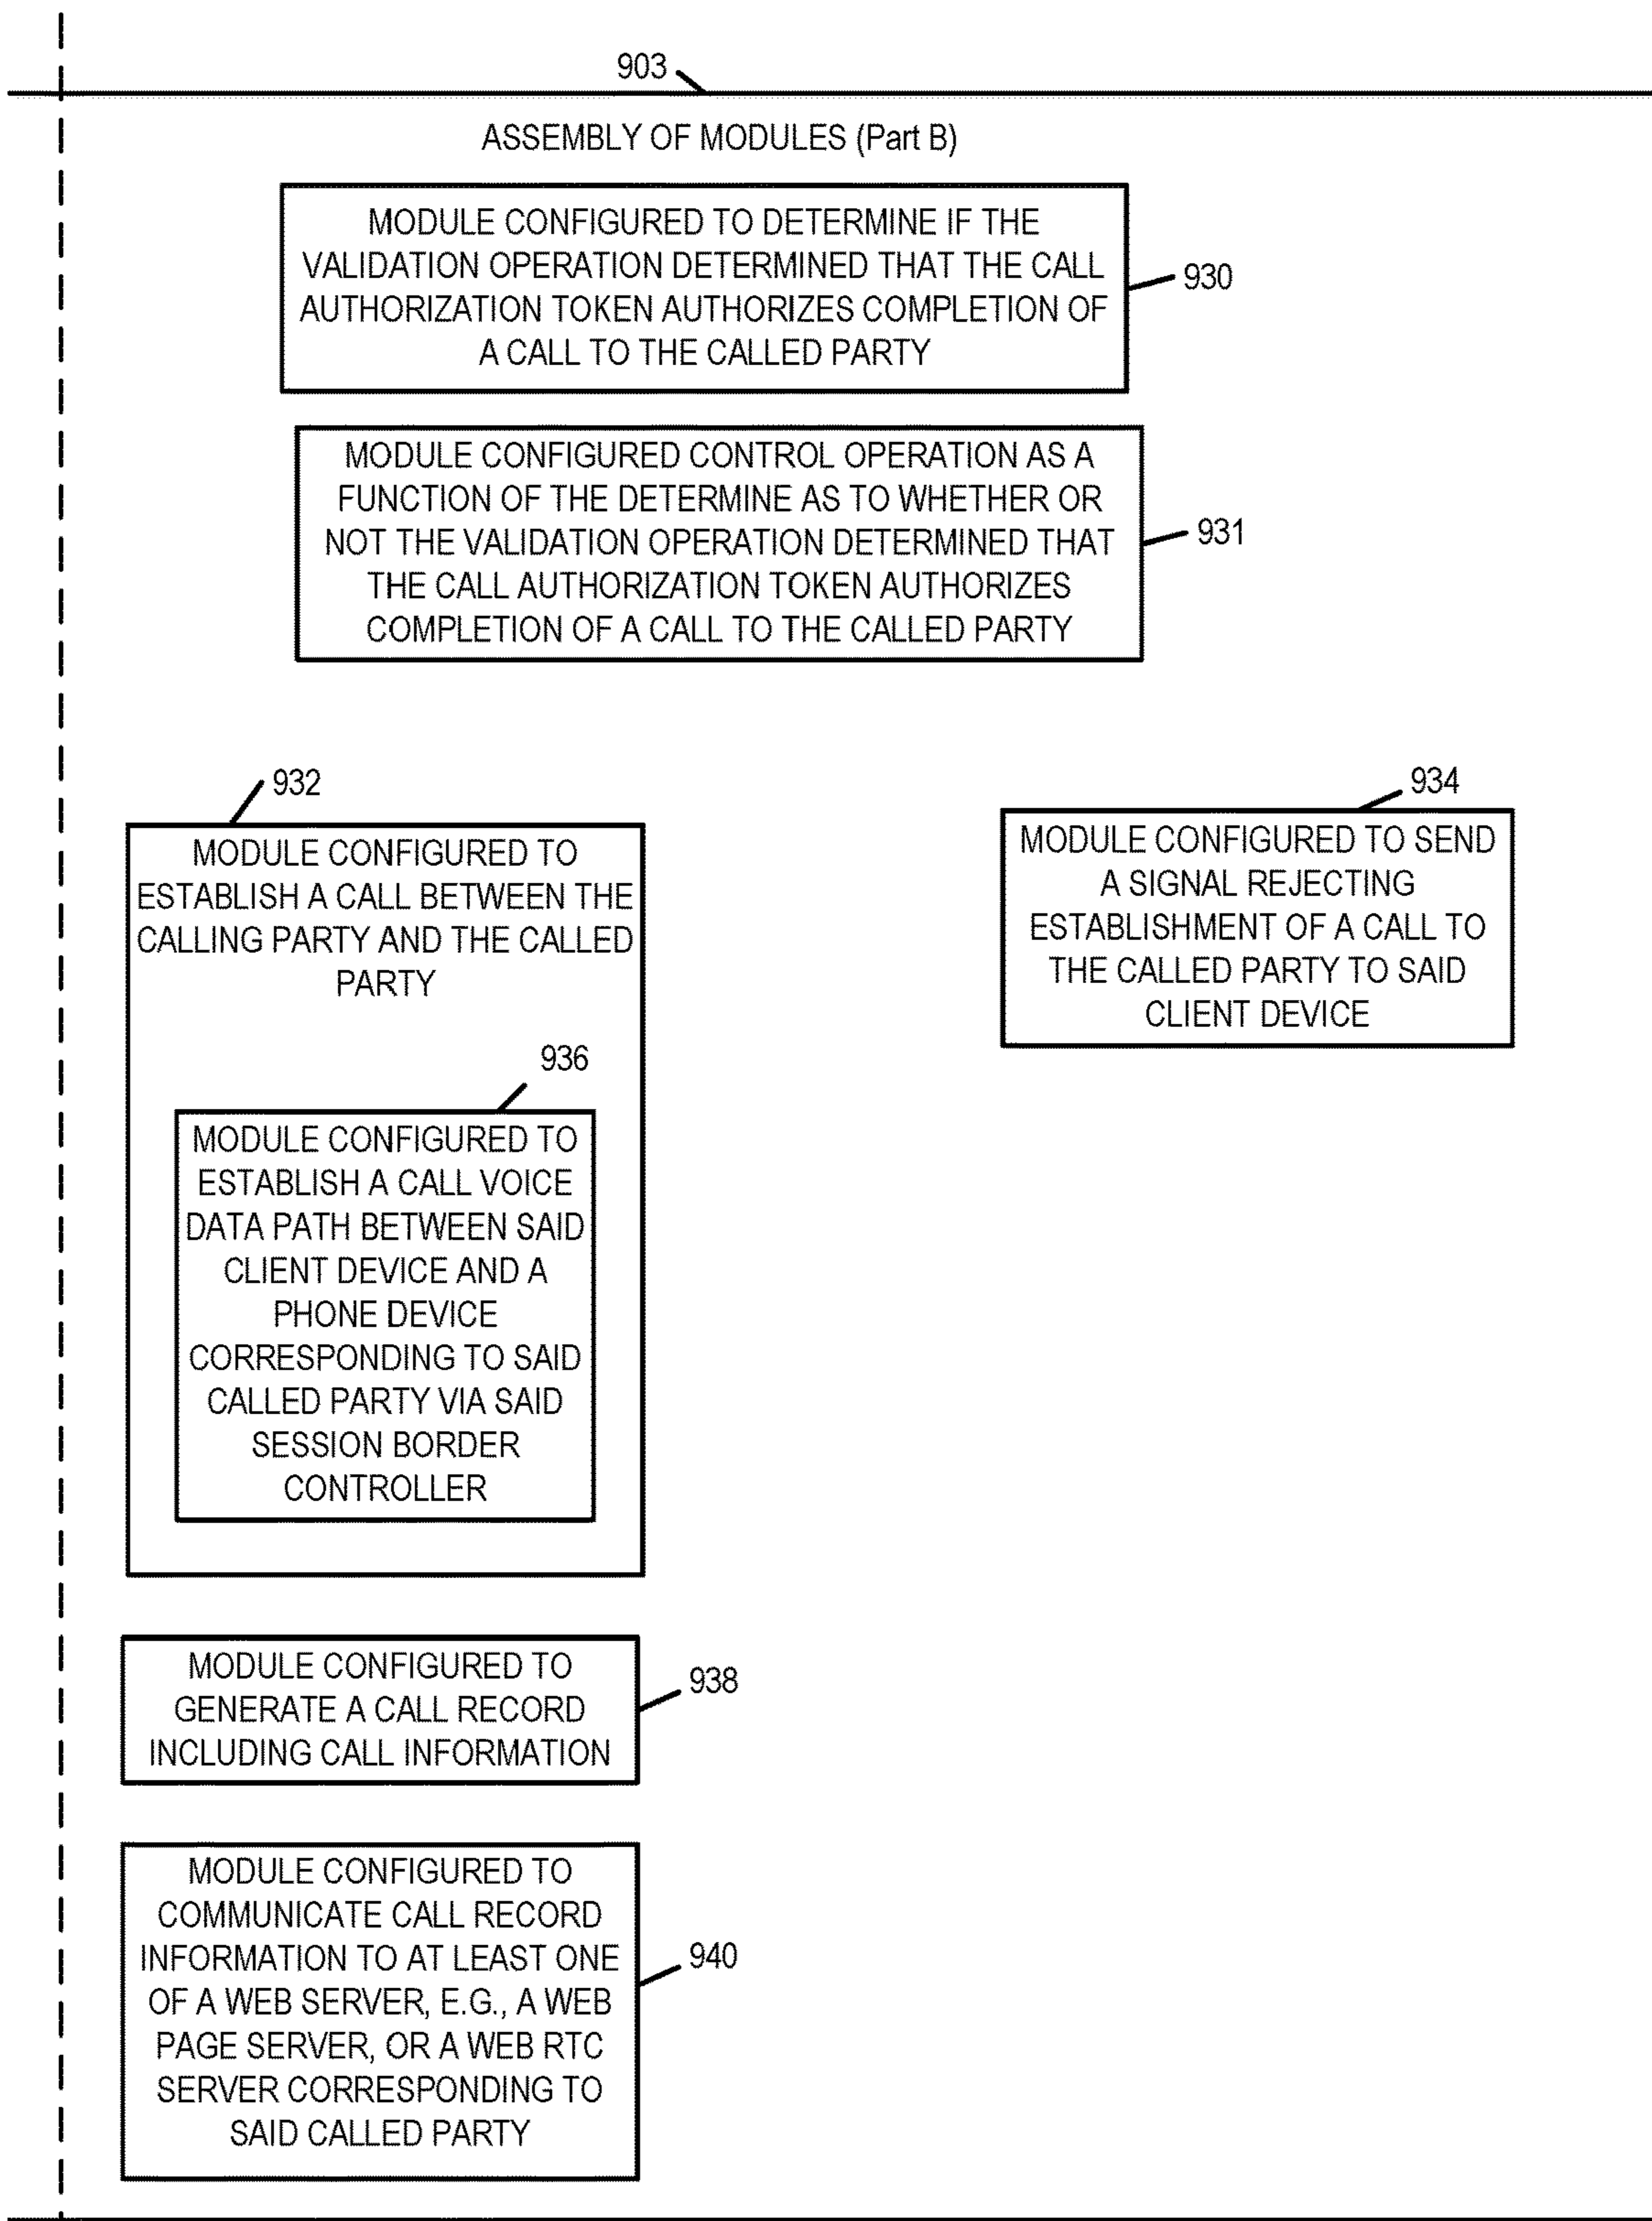 903
ASSEMBLY OF MODULES (Part B)
MODULE CONFIGURED TO DETERMINE IF THE
VALIDATION OPERATION DETERMINED THAT THE CALL
AUTHORIZATION TOKEN AUTHORIZES COMPLETION OF
A CALL TO THE CALLED PARTY
930
MODULE CONFIGURED CONTROL OPERATION AS A
FUNCTION OF THE DETERMINE AS TO WHETHER OR
NOT THE VALIDATION OPERATION DETERMINED THAT
THE CALL AUTHORIZATION TOKEN AUTHORIZES
COMPLETION OF A CALL TO THE CALLED PARTY
931
932
MODULE CONFIGURED TO
ESTABLISH A CALL BETWEEN THE
CALLING PARTY AND THE CALLED
PARTY
934
MODULE CONFIGURED TO SEND
A SIGNAL REJECTING
ESTABLISHMENT OF A CALL TO
THE CALLED PARTY TO SAID
CLIENT DEVICE
936
MODULE CONFIGURED TO
ESTABLISH A CALL VOICE
DATA PATH BETWEEN SAID
CLIENT DEVICE AND A
PHONE DEVICE
CORRESPONDING TO SAID
CALLED PARTY VIA SAID
SESSION BORDER
CONTROLLER
MODULE CONFIGURED TO
GENERATE A CALL RECORD
INCLUDING CALL INFORMATION
938
MODULE CONFIGURED TO
COMMUNICATE CALL RECORD
INFORMATION TO AT LEAST ONE
OF A WEB SERVER, E.G., A WEB
PAGE SERVER, OR A WEB RTC
SERVER CORRESPONDING TO
SAID CALLED PARTY
940